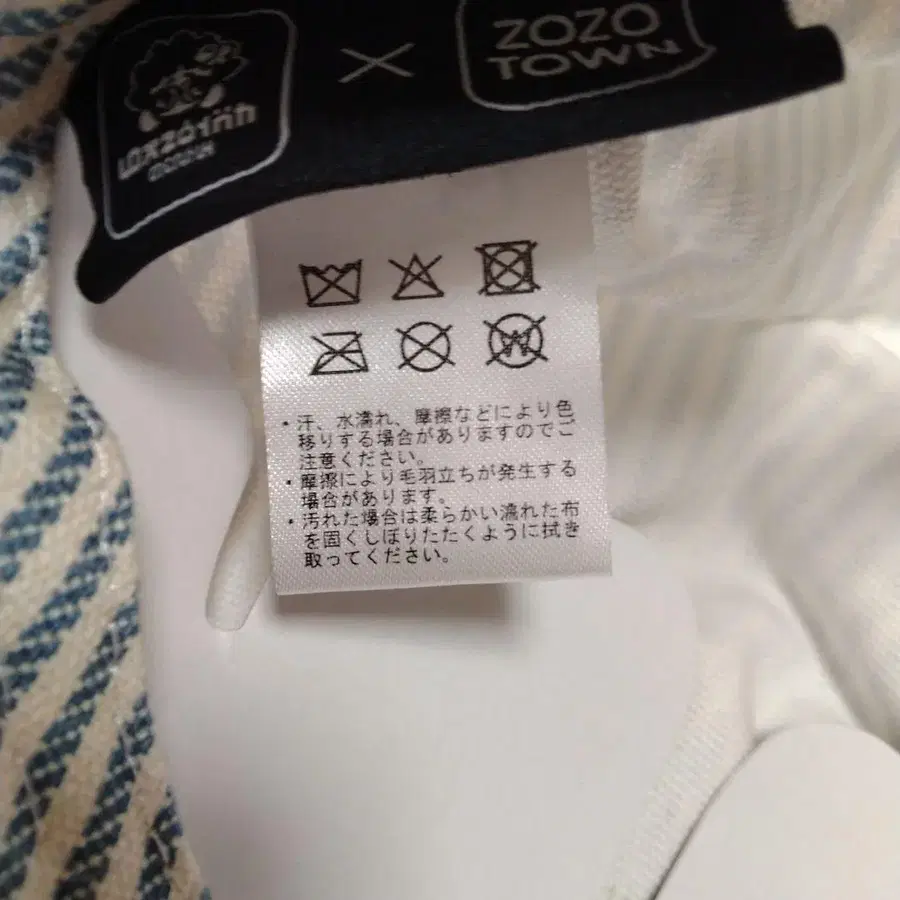 ×
ZOZO
TOWN
W
・汗、水濡れ、摩擦などにより色
移りする場合がありますのでご
注意ください。
・摩擦により毛羽立ちが発生する
場合があります。
・汚れた場合は柔らかい濡れた布
を固くしぼりたたくように拭き
取ってください。